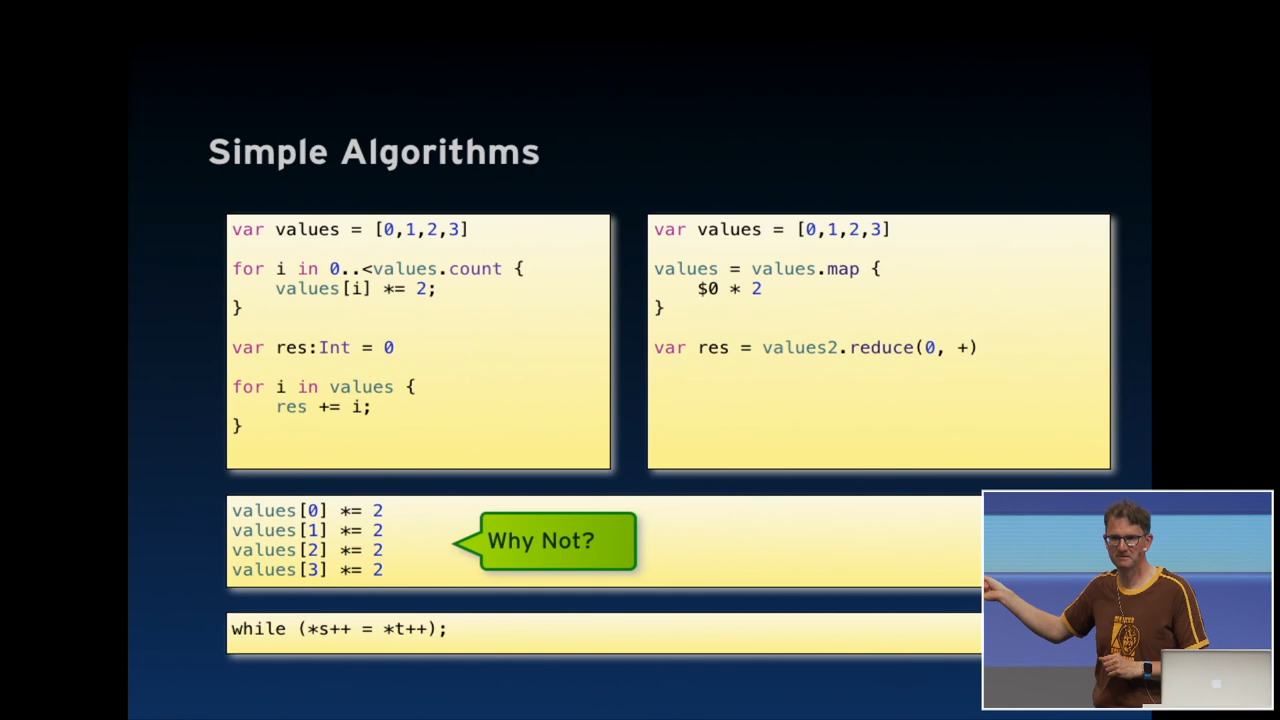 Simple Algorithms
var values = [0,1,2,3]
for i in 0..<values.count {
values[i] *= 2;
}
var res:Int = 0
for i in values {
res += i;
}
var values = [0,1,2,3]
values = values.map {
$0 * 2
}
var res = values2.reduce(0, +)
values[0] *= 2
values[1] *= 2
values[2] *= 2
values[3] *= 2
Why Not?
while (*s++ = *t++);